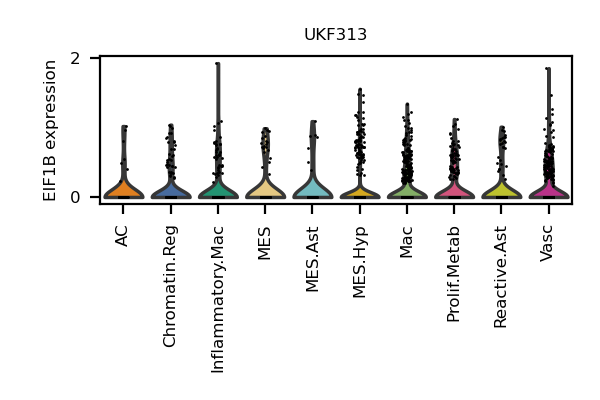 UKF313
EIF1B expression
2
0
AC
Chromatin.Reg
Inflammatory.Mac
MES
MES.Ast
MES.Hyp
Mac
Prolif.Metab
Reactive.Ast
Vasc